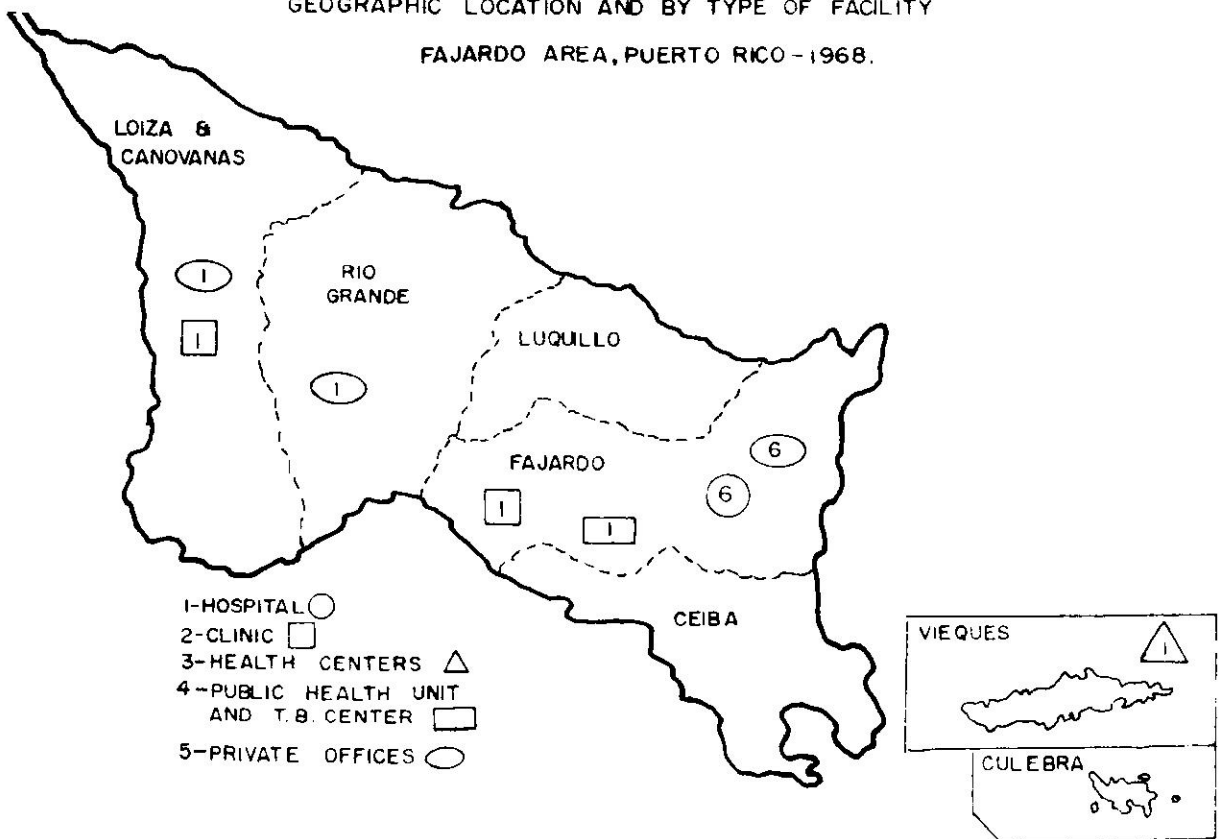 GEOGRAPHIC LOCATION AND BY TYPE OF FACILITY
FAJARDO AREA, PUERTO RICO-1968.
LOIZA &
CANOVANAS
1
1
RIO
GRANDE
1
LUQUILLO
FAJARDO
6
6
1
1
CEIBA
1-HOSPITAL
2-CLINIC
3-HEALTH CENTERS
4-PUBLIC HEALTH UNIT
AND T.B. CENTER
5-PRIVATE OFFICES
VIEQUES
1
CULEBRA